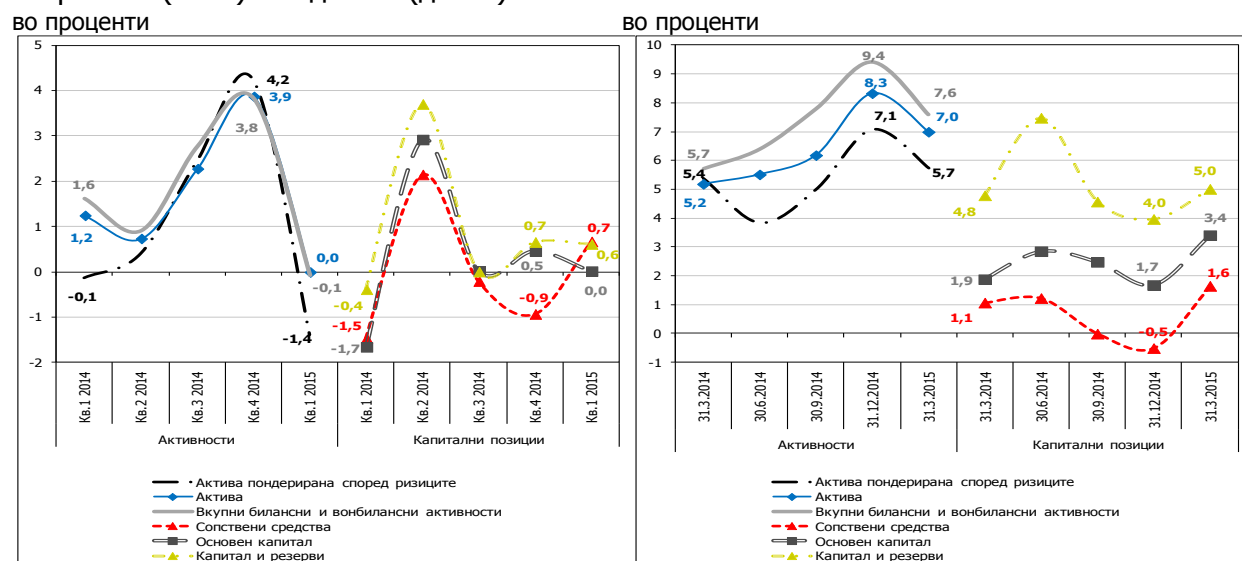 во проценти
во проценти
5
4
3
2
1
0
-1
-2
1,6
1,2
-0,1
4,2
3,9
3,8
0,0
-0,1
-1,4
-0,4
-1,5
-1,7
0,7
0,5
-0,9
0,7
0,6
0,0
Кв.1 2014
Кв.2 2014
Кв.3 2014
Кв.4 2014
Кв.1 2015
Кв.1 2014
Кв.2 2014
Кв.3 2014
Кв.4 2014
Кв.1 2015
Активности
Капитални позиции
Актива пондерирана според ризиците
Актива
Вкупни билансни и вонбилансни активности
Сопствени средства
Основен капитал
Капитал и резерви
10
9
8
7
6
5
4
3
2
1
0
-1
5,7
5,4
5,2
9,4
8,3
7,1
7,6
7,0
5,7
4,8
1,9
1,1
4,0
1,7
-0,5
5,0
3,4
1,6
31.3.2014
30.6.2014
30.9.2014
31.12.2014
31.3.2015
31.3.2014
30.6.2014
30.9.2014
31.12.2014
31.3.2015
Активности
Капитални позиции
Актива пондерирана според ризиците
Актива
Вкупни билансни и вонбилансни активности
Сопствени средства
Основен капитал
Капитал и резерви